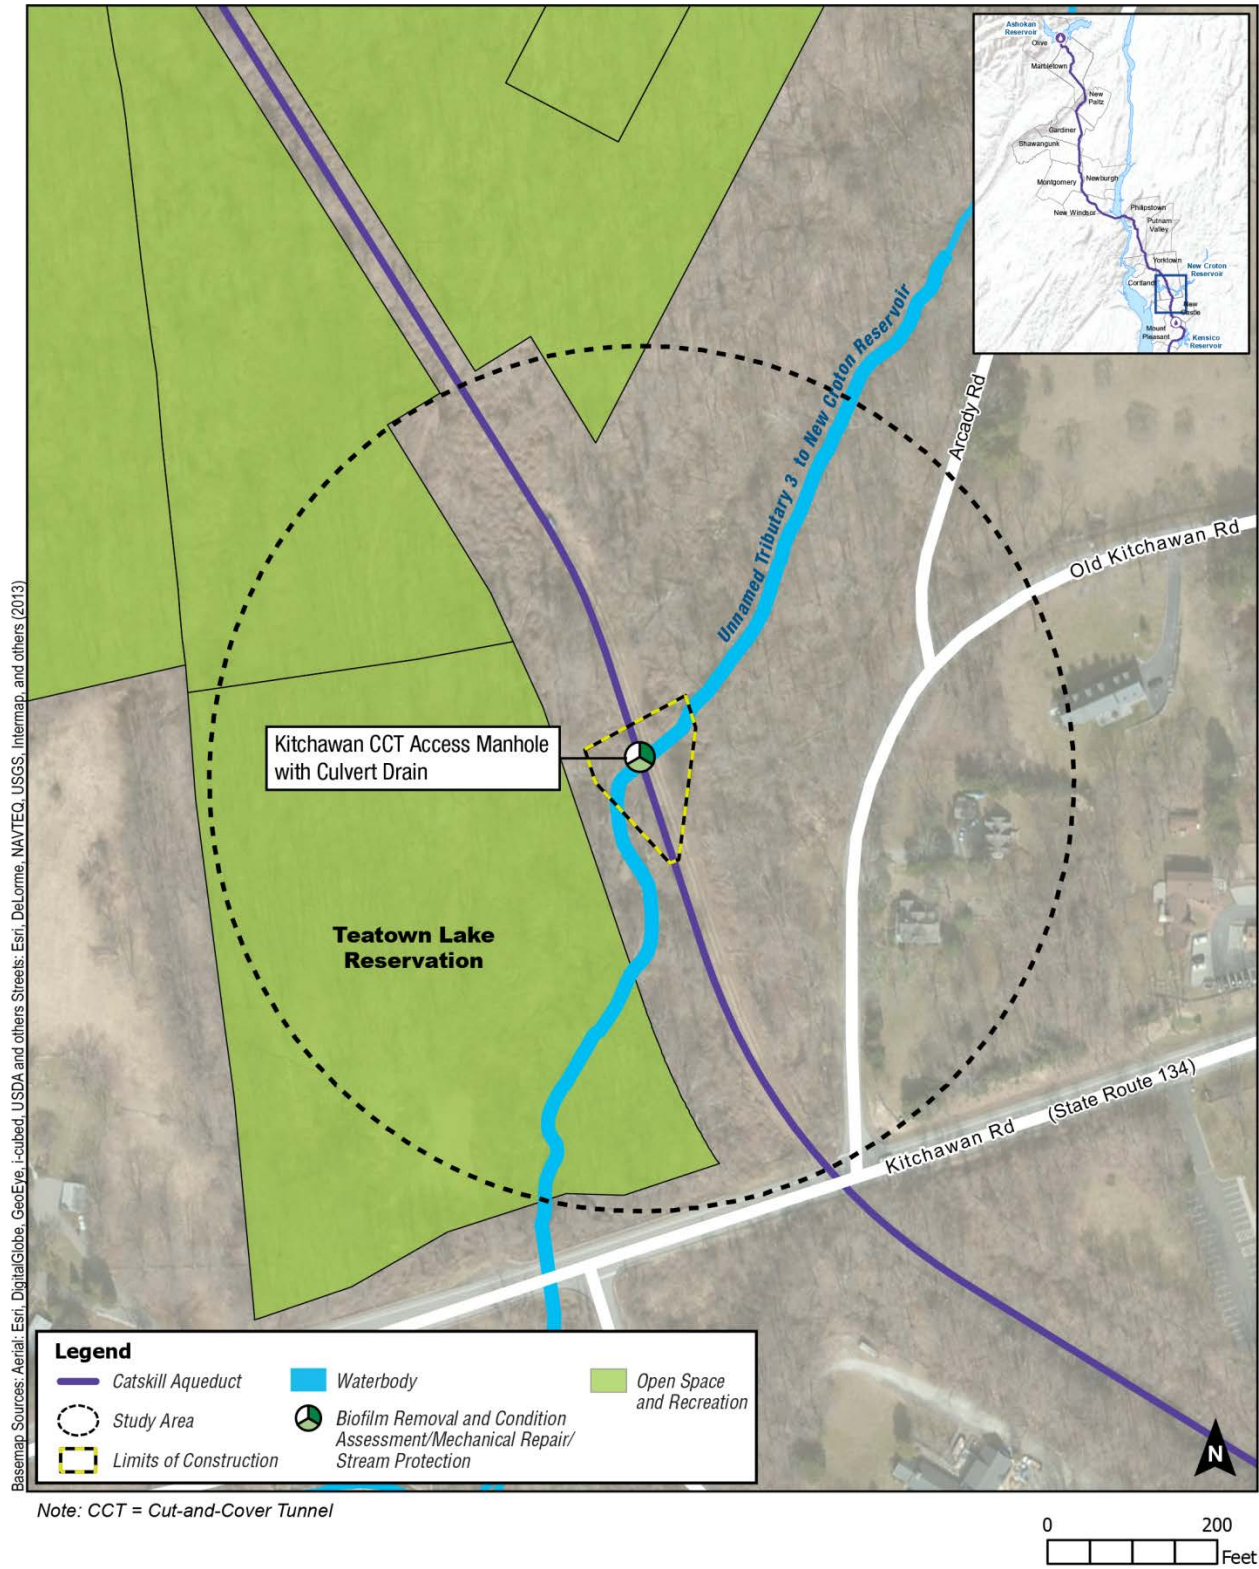 Ashokan
Reservoir
Olive
Marbletown
New
Paltz
Gardiner
Shawangunk
Montgomery
Newburgh
New Windsor
Philipstown
Putnam
Valley
Yorktown
New Croton
Reservoir
Cortlandt
New
Castle
Mount
Pleasant
Kensico
Reservoir
Unnamed Tributary 3 to New Croton Reservoir
Arcady Rd
Old Kitchawan Rd
Kitchawan CCT Access Manhole
with Culvert Drain
Teatown Lake
Reservation
Kitchawan Rd (State Route 134)
Basemap Sources: Aerial: Esri, DigitalGlobe, GeoEye, i-cubed, USDA and others Streets: Esri, DeLorme, NAVTEQ, USGS, Intermap, and others (2013)
Legend
Catskill Aqueduct
Study Area
Limits of Construction
Waterbody
Biofilm Removal and Condition
Assessment/Mechanical Repair/
Stream Protection
Open Space
and Recreation
N
Note: CCT = Cut-and-Cover Tunnel
0 200
Feet